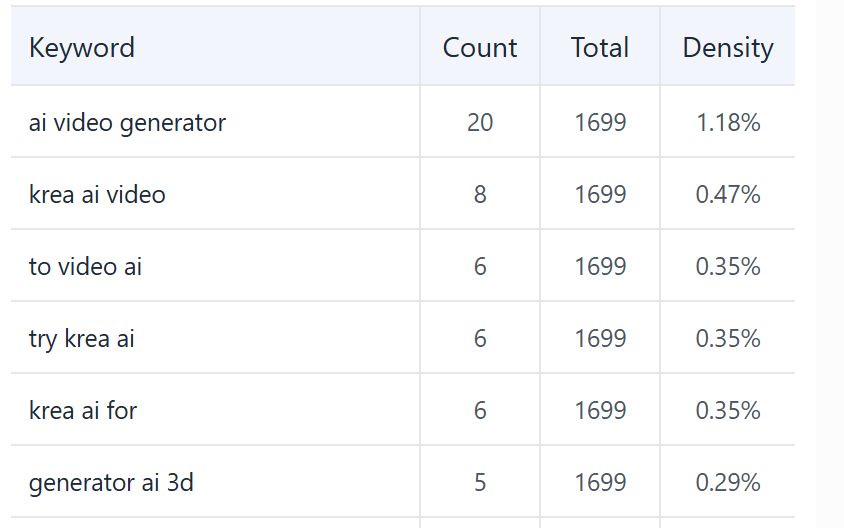 Keyword Count Total Density
ai video generator 20 1699 1.18%
krea ai video 8 1699 0.47%
to video ai 6 1699 0.35%
try krea ai 6 1699 0.35%
krea ai for 6 1699 0.35%
generator ai 3d 5 1699 0.29%